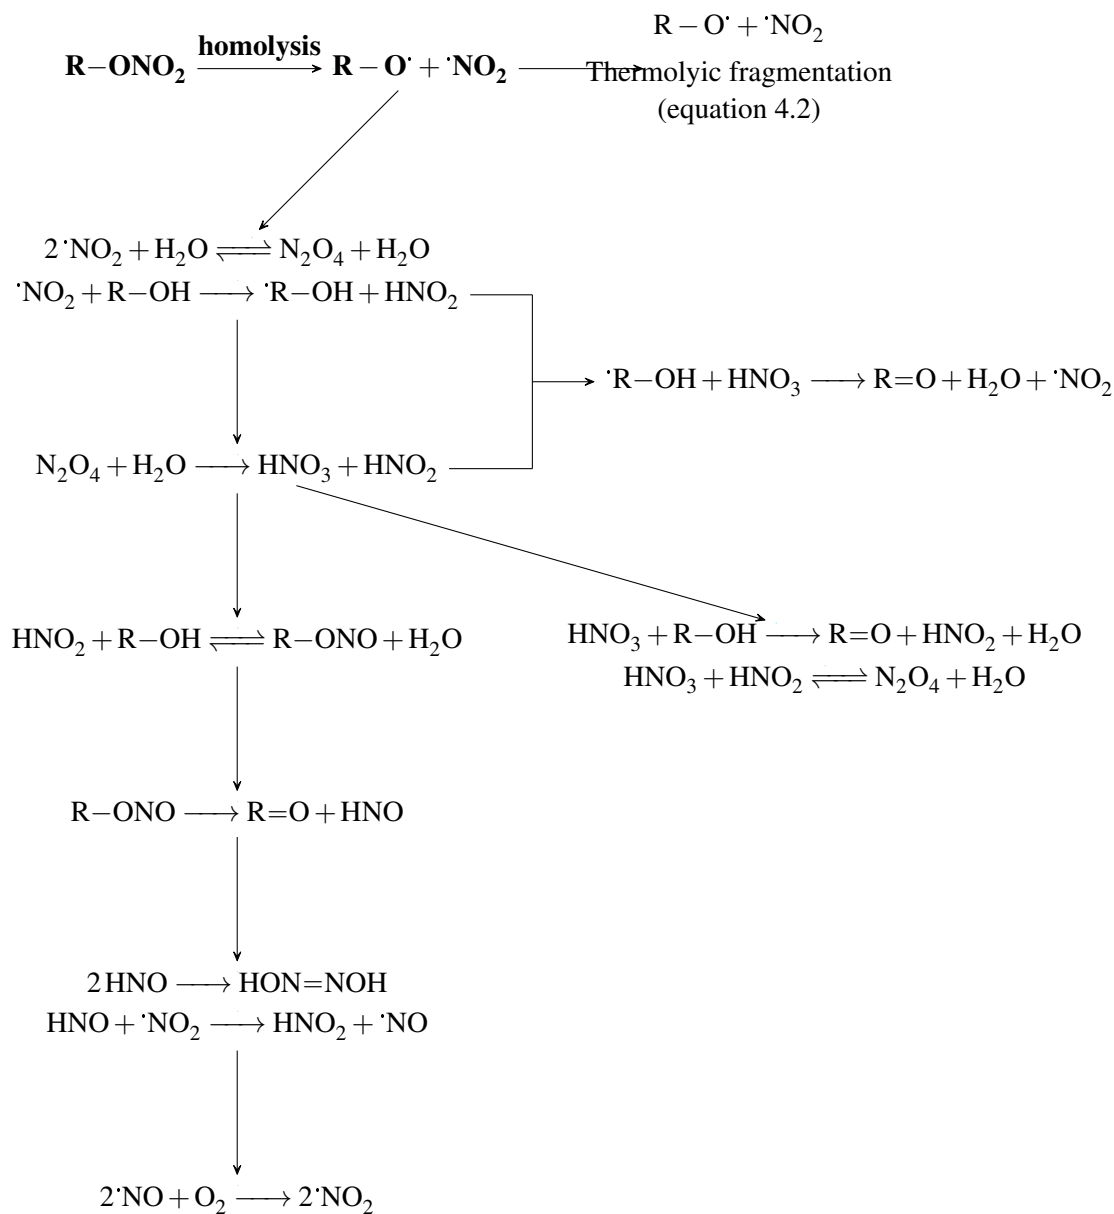 R − O˙ + ˙NO₂
R−ONO₂ homolysis ⟶ R − O˙ + ˙NO₂ ⟶
Thermolyic fragmentation
(equation 4.2)
2˙NO₂ + H₂O ⇌ N₂O₄ + H₂O
˙NO₂ + R−OH ⟶ ˙R−OH + HNO₂
˙R−OH + HNO₃ ⟶ R=O + H₂O + ˙NO₂
N₂O₄ + H₂O ⟶ HNO₃ + HNO₂
HNO₂ + R−OH ⇌ R−ONO + H₂O
HNO₃ + R−OH ⟶ R=O + HNO₂ + H₂O
HNO₃ + HNO₂ ⇌ N₂O₄ + H₂O
R−ONO ⟶ R=O + HNO
2HNO ⟶ HON=NOH
HNO + ˙NO₂ ⟶ HNO₂ + ˙NO
2˙NO + O₂ ⟶ 2˙NO₂